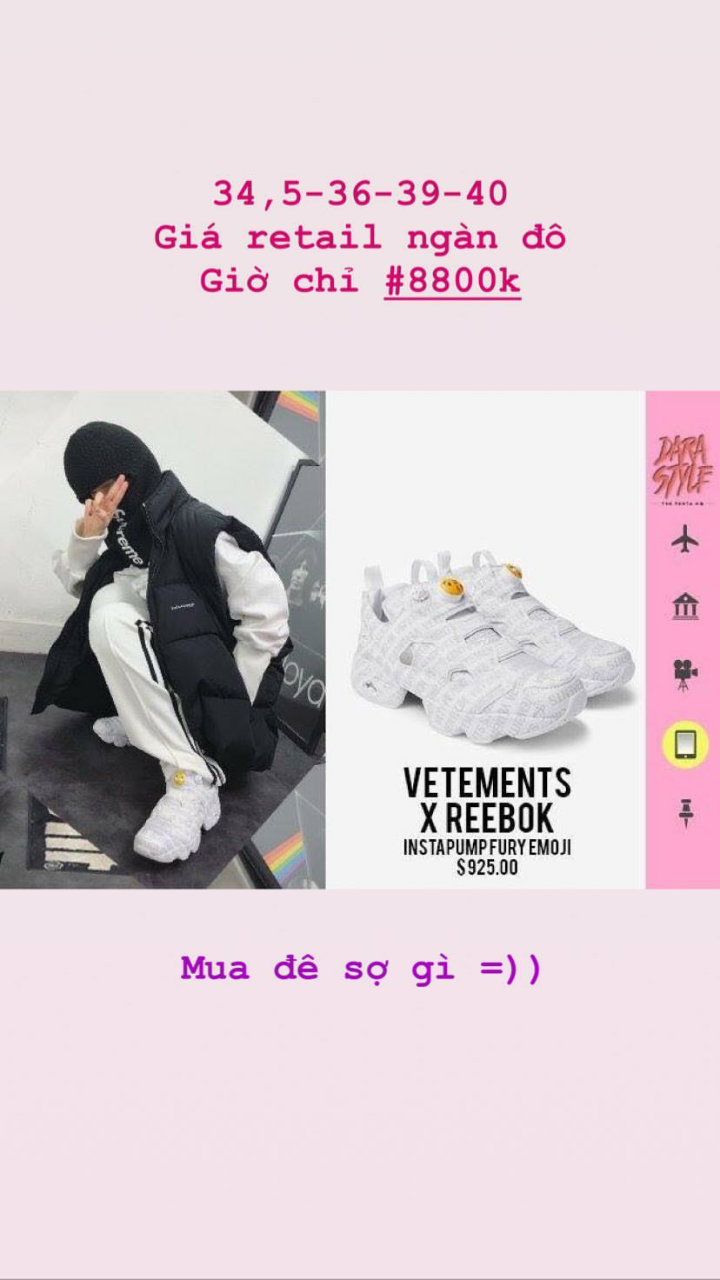 34,5-36-39-40
Giá retail ngàn đô
Giờ chỉ #8800k
DARA
STYLE
Supreme
VETEMENTS
X REEBOK
INSTAPUMP FURY EMOJI
$925.00
Mua đê sợ gì =))